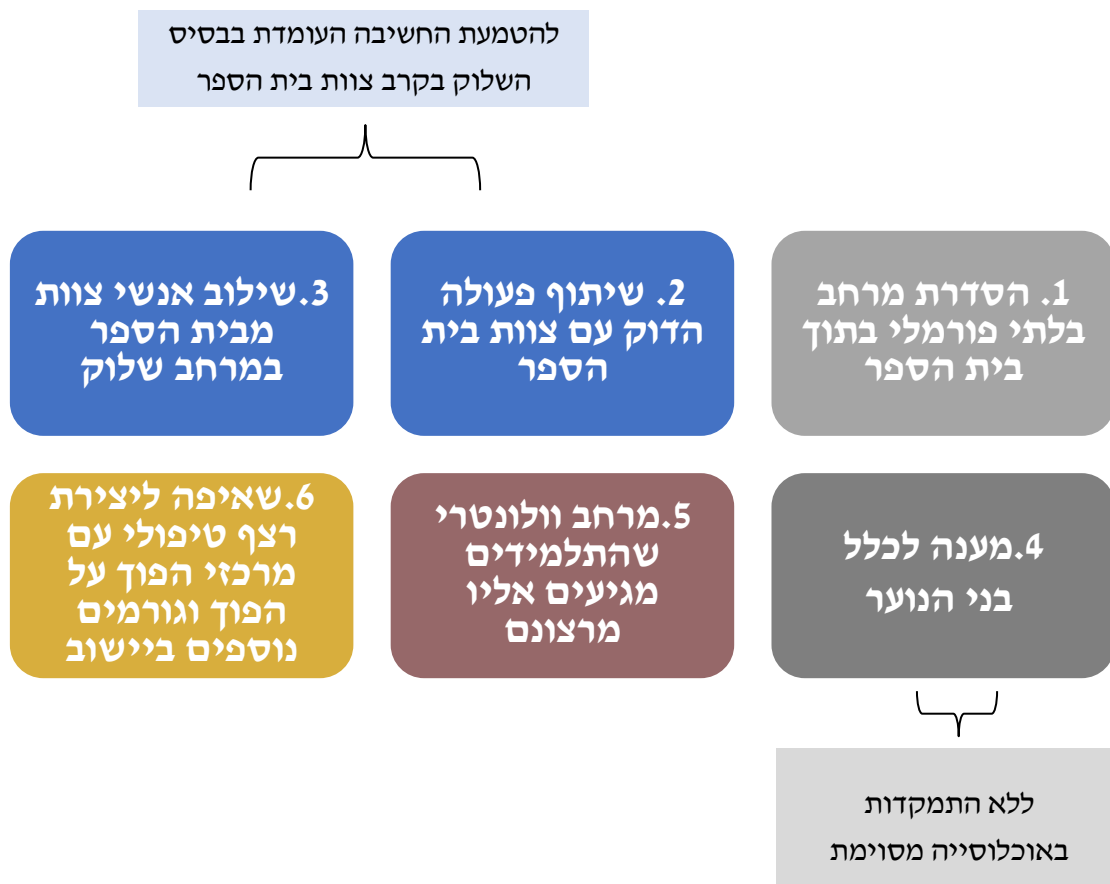 להטמעת החשיבה העומדת בבסיס
השלוק בקרב צוות בית הספר
1. הסדרת מרחב
בלתי פורמלי בתוך
בית הספר
2. שיתוף פעולה
הדוק עם צוות בית
הספר
3.שילוב אנשי צוות
מבית הספר
במרחב שלוק
4.מענה לכלל
בני הנוער
5.מרחב וולונטרי
שהתלמידים
מגיעים אליו
מרצונם
6.שאיפה ליצירת
רצף טיפולי עם
מרכזי הפוך על
הפוך וגורמים
נוספים ביישוב
ללא התמקדות
באוכלוסייה מסוימת